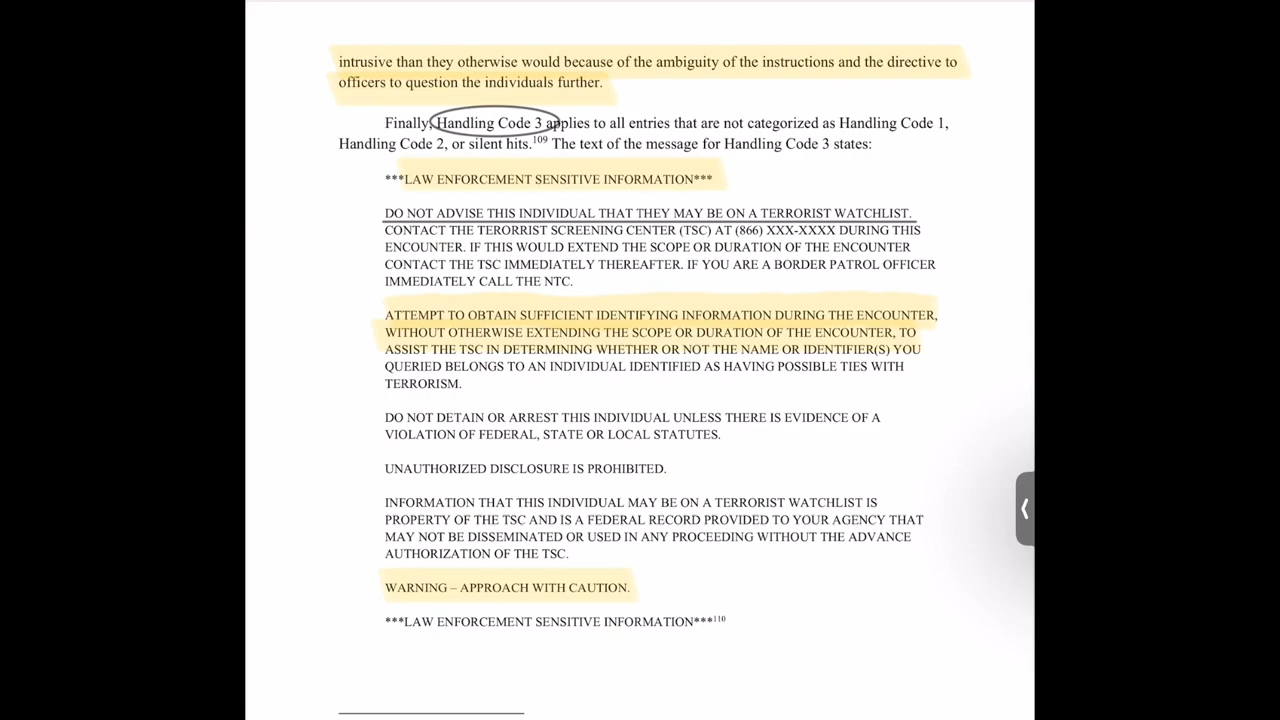 intrusive than they otherwise would because of the ambiguity of the instructions and the directive to
officers to question the individuals further.
Finally, Handling Code 3 applies to all entries that are not categorized as Handling Code 1,
Handling Code 2, or silent hits.109 The text of the message for Handling Code 3 states:
***LAW ENFORCEMENT SENSITIVE INFORMATION***
DO NOT ADVISE THIS INDIVIDUAL THAT THEY MAY BE ON A TERRORIST WATCHLIST.
CONTACT THE TERORRIST SCREENING CENTER (TSC) AT (866) XXX-XXXX DURING THIS
ENCOUNTER. IF THIS WOULD EXTEND THE SCOPE OR DURATION OF THE ENCOUNTER
CONTACT THE TSC IMMEDIATELY THEREAFTER. IF YOU ARE A BORDER PATROL OFFICER
IMMEDIATELY CALL THE NTC.
ATTEMPT TO OBTAIN SUFFICIENT IDENTIFYING INFORMATION DURING THE ENCOUNTER,
WITHOUT OTHERWISE EXTENDING THE SCOPE OR DURATION OF THE ENCOUNTER, TO
ASSIST THE TSC IN DETERMINING WHETHER OR NOT THE NAME OR IDENTIFIER(S) YOU
QUERIED BELONGS TO AN INDIVIDUAL IDENTIFIED AS HAVING POSSIBLE TIES WITH
TERRORISM.
DO NOT DETAIN OR ARREST THIS INDIVIDUAL UNLESS THERE IS EVIDENCE OF A
VIOLATION OF FEDERAL, STATE OR LOCAL STATUTES.
UNAUTHORIZED DISCLOSURE IS PROHIBITED.
INFORMATION THAT THIS INDIVIDUAL MAY BE ON A TERRORIST WATCHLIST IS
PROPERTY OF THE TSC AND IS A FEDERAL RECORD PROVIDED TO YOUR AGENCY THAT
MAY NOT BE DISSEMINATED OR USED IN ANY PROCEEDING WITHOUT THE ADVANCE
AUTHORIZATION OF THE TSC.
WARNING – APPROACH WITH CAUTION.
***LAW ENFORCEMENT SENSITIVE INFORMATION***110